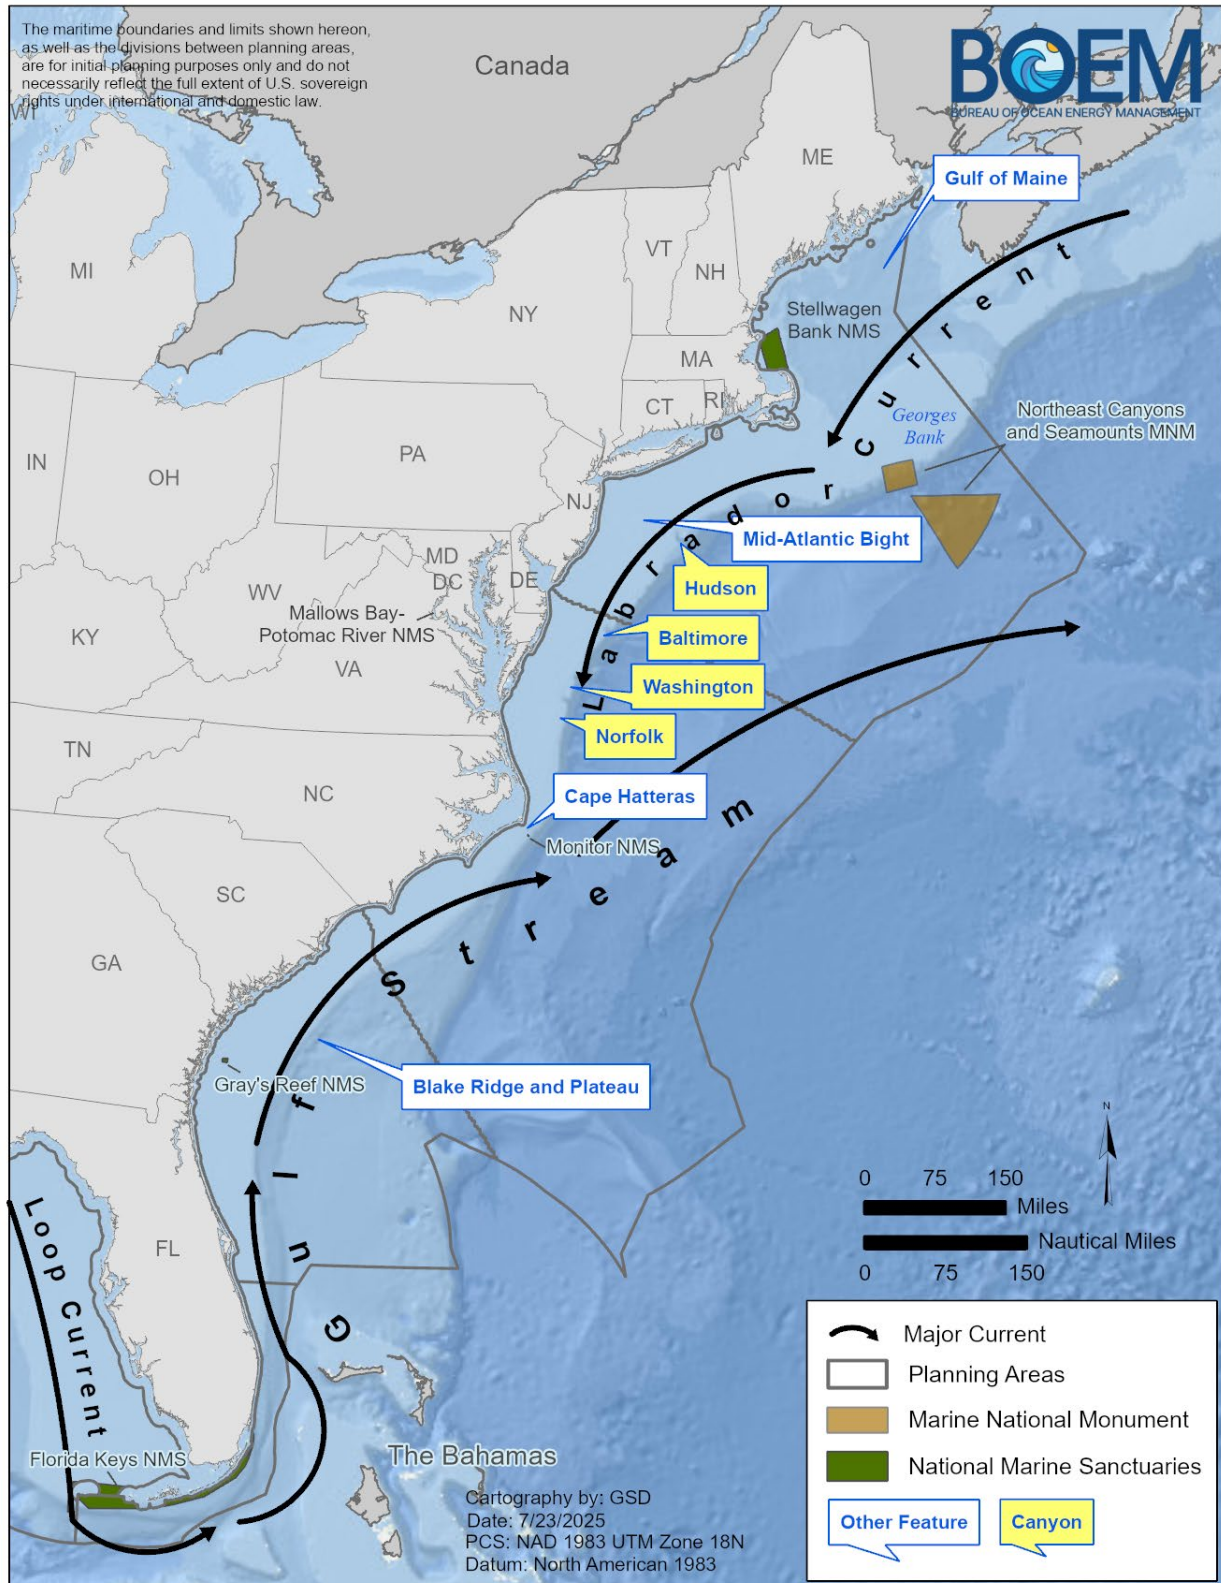 The maritime boundaries and limits shown hereon,
as well as the divisions between planning areas,
are for initial planning purposes only and do not
necessarily reflect the full extent of U.S. sovereign
rights under international and domestic law.
BOEM
BUREAU OF OCEAN ENERGY MANAGEMENT
Canada
WI
ME
Gulf of Maine
MI
VT
NH
NY
Stellwagen
Bank NMS
MA
CT
RI
Labrador Current
Georges
Bank
Northeast Canyons
and Seamounts MNM
IN
OH
PA
NJ
Mid-Atlantic Bight
MD
DC
DE
Hudson
WV
Mallows Bay-
Potomac River NMS
Baltimore
KY
VA
Washington
Norfolk
TN
NC
Cape Hatteras
Monitor NMS
SC
GA
Gulf Stream
Gray's Reef NMS
Blake Ridge and Plateau
N
0 75 150
Miles
Nautical Miles
0 75 150
FL
Loop Current
Florida Keys NMS
The Bahamas
Cartography by: GSD
Date: 7/23/2025
PCS: NAD 1983 UTM Zone 18N
Datum: North American 1983
Major Current
Planning Areas
Marine National Monument
National Marine Sanctuaries
Other Feature
Canyon